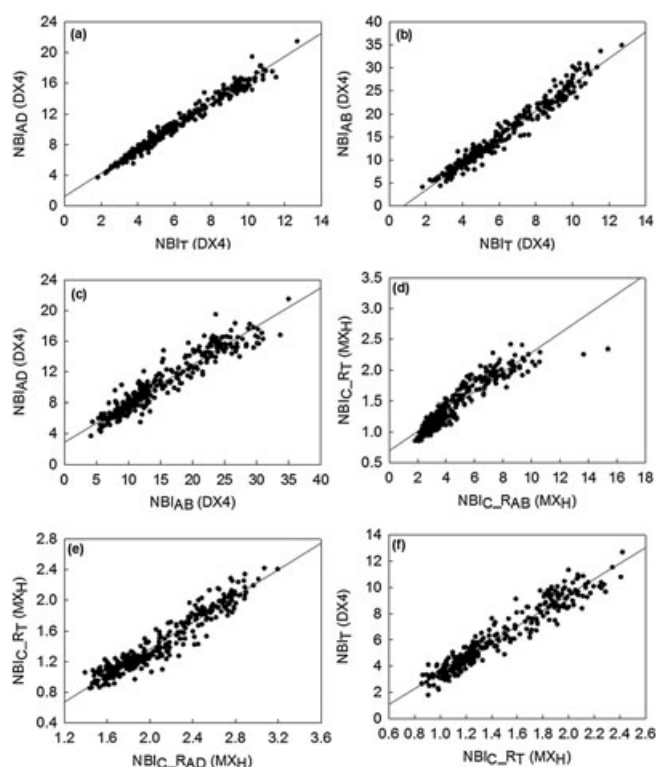 (a)
24
20
16
12
8
4
0
NBIAD (DX4)
0 2 4 6 8 10 12 14
NBIT (DX4)
(b)
40
35
30
25
20
15
10
5
0
NBIAB (DX4)
0 2 4 6 8 10 12 14
NBIT (DX4)
(c)
24
20
16
12
8
4
0
NBIAD (DX4)
0 5 10 15 20 25 30 35 40
NBIAB (DX4)
(d)
3.5
3.0
2.5
2.0
1.5
1.0
0.5
NBIC_RT (MXH)
0 2 4 6 8 10 12 14 16 18
NBIC_RAB (MXH)
(e)
2.8
2.4
2.0
1.6
1.2
0.8
0.4
NBIC_RT (MXH)
1.2 1.6 2.0 2.4 2.8 3.2 3.6
NBIC_RAD (MXH)
(f)
14
12
10
8
6
4
2
0
NBIT (DX4)
0.6 0.8 1.0 1.2 1.4 1.6 1.8 2.0 2.2 2.4 2.6
NBIC_RT (MXH)